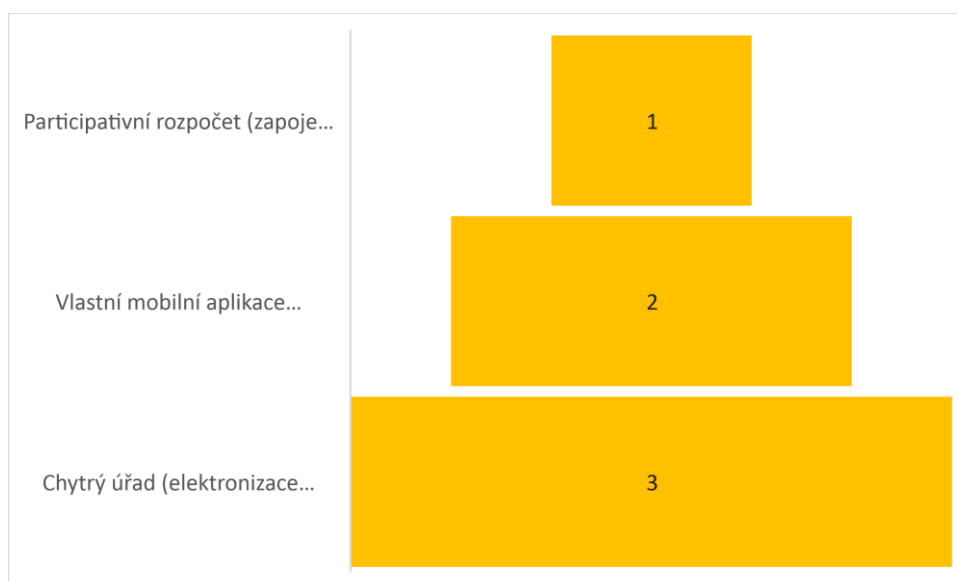 Participativní rozpočet (zapoje...
1
Vlastní mobilní aplikace...
2
Chytrý úřad (elektronizace...
3